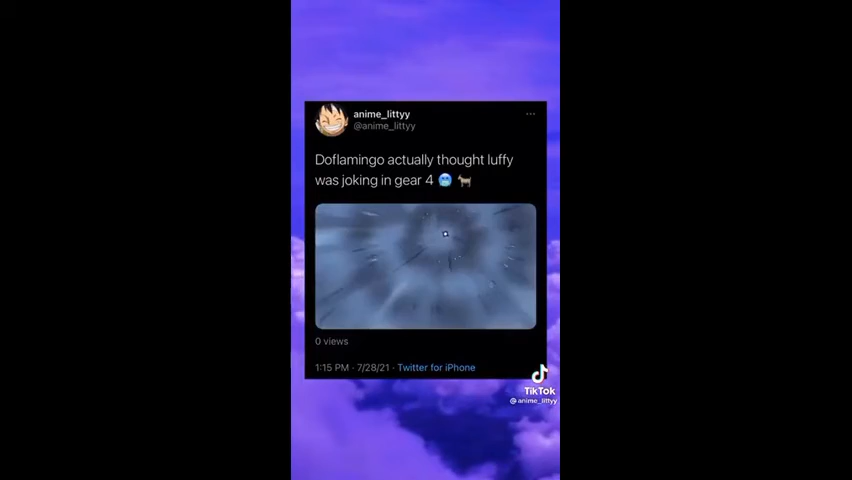 anime_littyy
@anime_littyy
Doflamingo actually thought luffy
was joking in gear 4 🥶 🐐
0 views
1:15 PM · 7/28/21 · Twitter for iPhone
TikTok
@anime_littyy